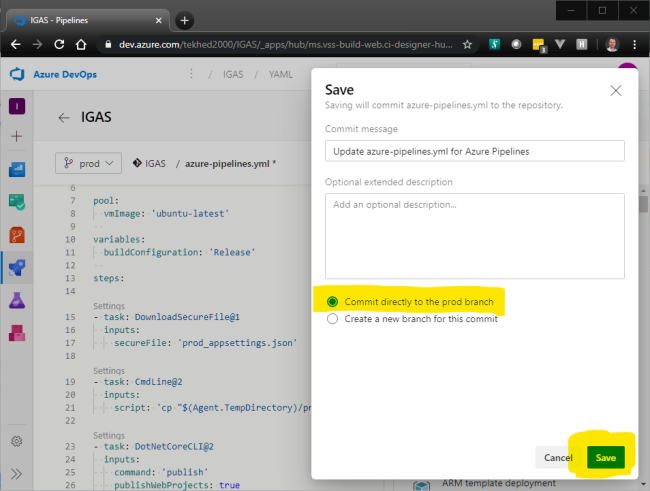 IGAS - Pipelines
dev.azure.com/tekhed2000/IGAS/_apps/hub/ms.vss-build-web.ci-designer-hu...
3
H
Azure DevOps
/ IGAS / YAML
I
IGAS
prod
IGAS / azure-pipelines.yml *
6
7 pool:
8 vmImage: 'ubuntu-latest'
9
10 variables:
11 buildConfiguration: 'Release'
12
13 steps:
14
Settings
15 - task: DownloadSecureFile@1
16 inputs:
17 secureFile: 'prod_appsettings.json'
18
Settings
19 - task: CmdLine@2
20 inputs:
21 script: 'cp "$(Agent.TempDirectory)/pr
22
Settings
23 - task: DotNetCoreCLI@2
24 inputs:
25 command: 'publish'
26 publishWebProjects: true
Save
Saving will commit azure-pipelines.yml to the repository.
Commit message
Update azure-pipelines.yml for Azure Pipelines
Optional extended description
Add an optional description...
Commit directly to the prod branch
Create a new branch for this commit
Cancel
Save
ARM template deployment